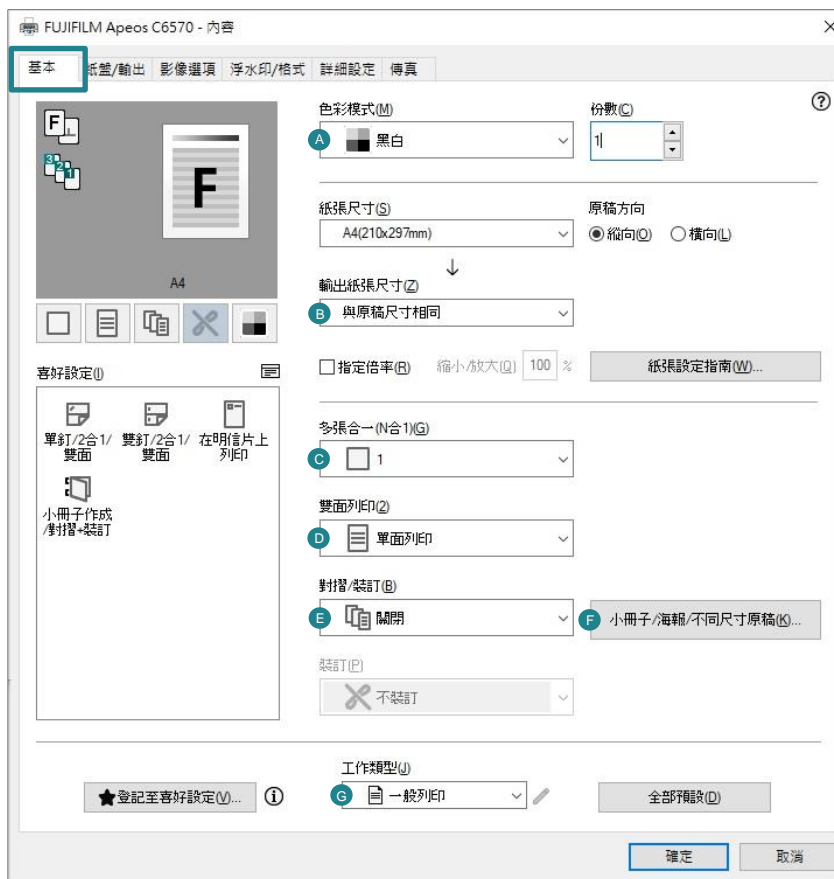 FUJIFILM Apeos C6570 - 內容
基本 紙盤/輸出 影像選項 浮水印/格式 詳細設定 傳真
色彩模式(M)
份數(C)
A 黑白
1
F
3 2 1
F
A4
紙張尺寸(S)
原稿方向
A4(210x297mm)
縱向(O) 橫向(L)
↓
輸出紙張尺寸(Z)
B 與原稿尺寸相同
指定倍率(R) 縮小/放大(Q) 100 %
紙張設定指南(W)...
喜好設定(I)
單釘/2合1/
雙面
雙釘/2合1/
雙面
在明信片上
列印
小冊子作成
/對摺+裝訂
多張合一(N合1)(G)
C 1
雙面列印(2)
D 單面列印
對摺/裝訂(B)
E 關閉
F 小冊子/海報/不同尺寸原稿(K)...
裝訂(P)
不裝訂
工作類型(J)
★登記至喜好設定(V)...
G 一般列印
全部預設(D)
確定
取消